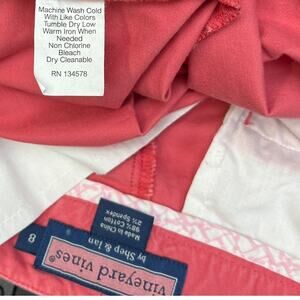 Machine Wash Cold
With Like Colors
Tumble Dry Low
Warm Iron When
Needed
Non Chlorine
Bleach
Dry Cleanable
RN 134578
vineyard vines®
by Shep & Ian
8
Made in China
98% Cotton
2% Spandex